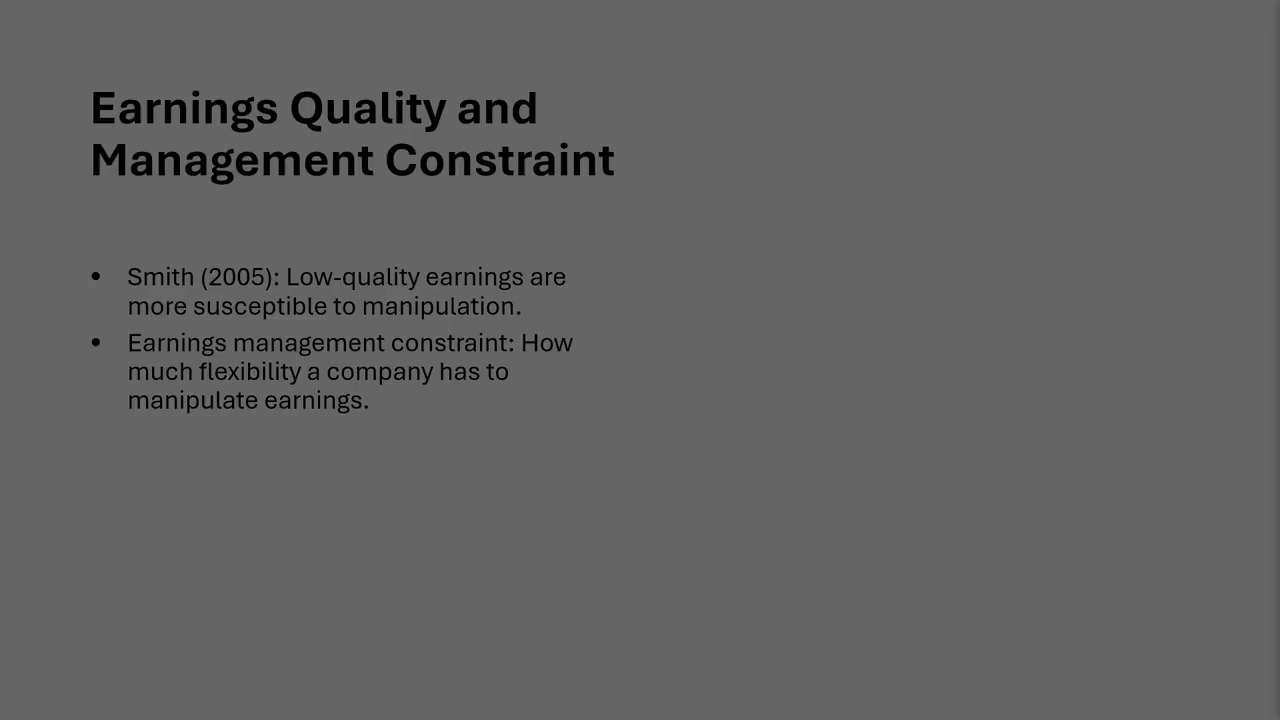 Earnings Quality and
Management Constraint
• Smith (2005): Low-quality earnings are
more susceptible to manipulation.
• Earnings management constraint: How
much flexibility a company has to
manipulate earnings.